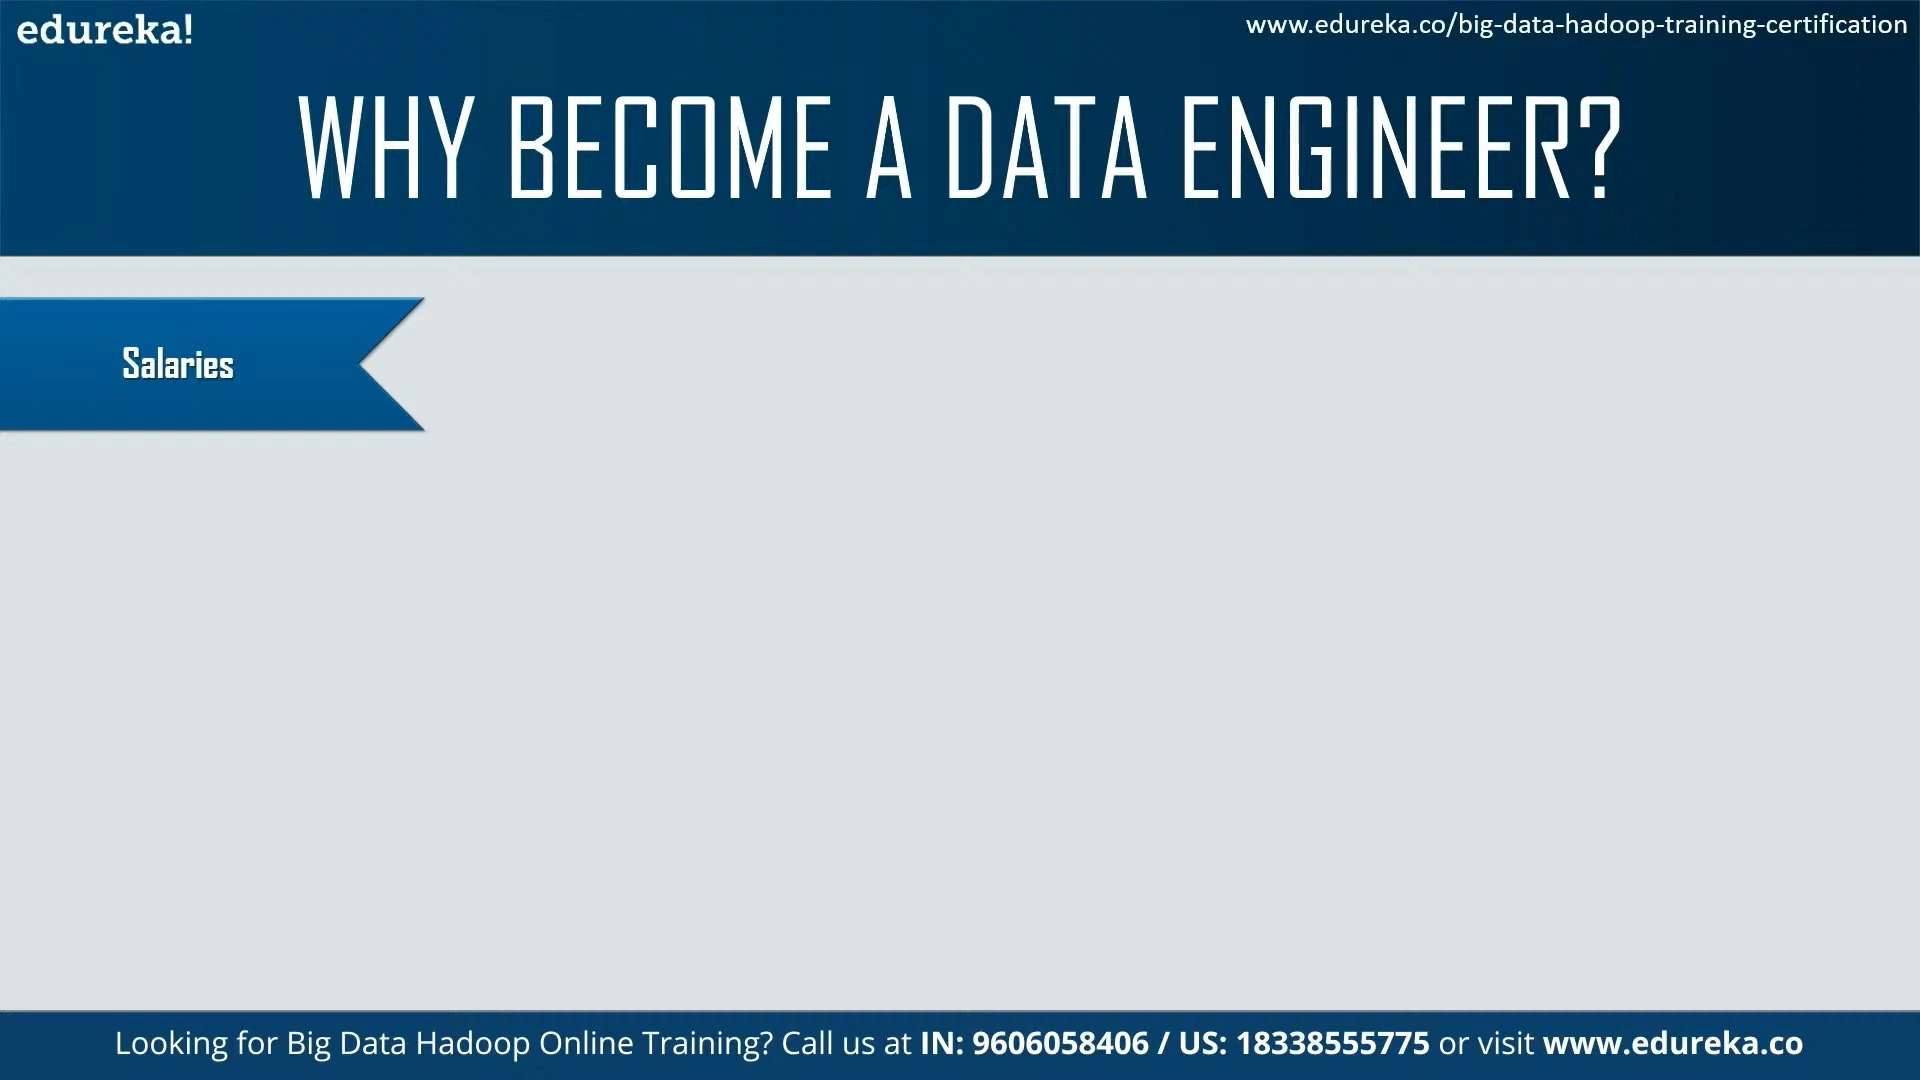 edureka!
www.edureka.co/big-data-hadoop-training-certification
WHY BECOME A DATA ENGINEER?
Salaries
Looking for Big Data Hadoop Online Training? Call us at IN: 9606058406 / US: 18338555775 or visit www.edureka.co